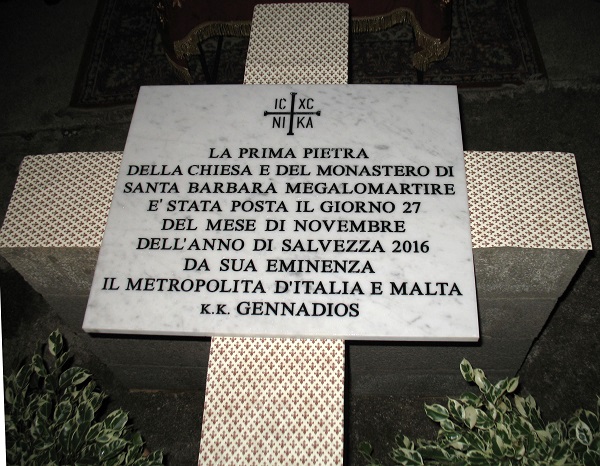 IC XC
NI KA
LA PRIMA PIETRA
DELLA CHIESA E DEL MONASTERO DI
SANTA BARBARA MEGALOMARTIRE
E' STATA POSTA IL GIORNO 27
DEL MESE DI NOVEMBRE
DELL'ANNO DI SALVEZZA 2016
DA SUA EMINENZA
IL METROPOLITA D'ITALIA E MALTA
K.K. GENNADIOS